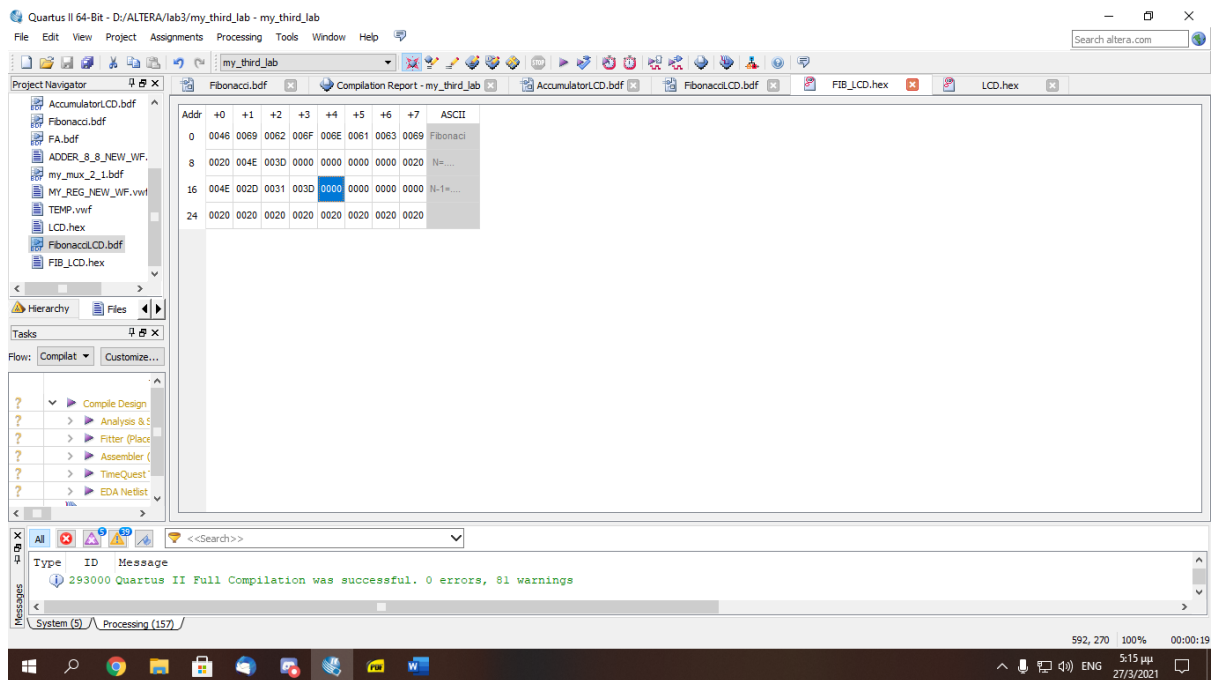 Quartus II 64-Bit - D:/ALTERA/lab3/my_third_lab - my_third_lab
File Edit View Project Assignments Processing Tools Window Help
Search altera.com
my_third_lab
Project Navigator
Fibonacci.bdf Compilation Report - my_third_lab AccumulatorLCD.bdf FibonacciLCD.bdf FIB_LCD.hex LCD.hex
AccumulatorLCD.bdf
Fibonacci.bdf
FA.bdf
ADDER_8_8_NEW_WF.
my_mux_2_1.bdf
MY_REG_NEW_WF.vwf
TEMP.vwf
LCD.hex
FibonacciLCD.bdf
FIB_LCD.hex
Hierarchy Files
Addr +0 +1 +2 +3 +4 +5 +6 +7 ASCII
0 0046 0069 0062 006F 006E 0061 0063 0069 Fibonaci
8 0020 004E 003D 0000 0000 0000 0000 0020 N=....
16 004E 002D 0031 003D 0000 0000 0000 0000 N-1=....
24 0020 0020 0020 0020 0020 0020 0020 0020
Tasks
Flow: Compilat Customize...
? Compile Design
? Analysis & S
? Fitter (Place
? Assembler (
? TimeQuest
? EDA Netlist
All <<Search>>
Type ID Message
293000 Quartus II Full Compilation was successful. 0 errors, 81 warnings
Messages
System (5) Processing (157)
592, 270 100% 00:00:19
ENG 5:15 μμ
27/3/2021